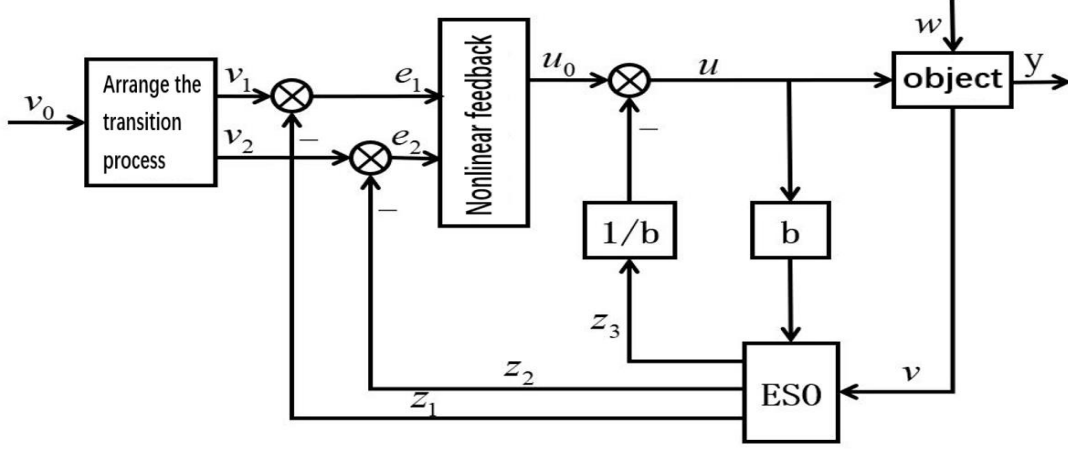 w
v₀
Arrange the
transition
process
v₁
v₂
−
−
e₁
e₂
Nonlinear feedback
u₀
−
u
object
y
1/b
b
z₃
z₂
z₁
ESO
v